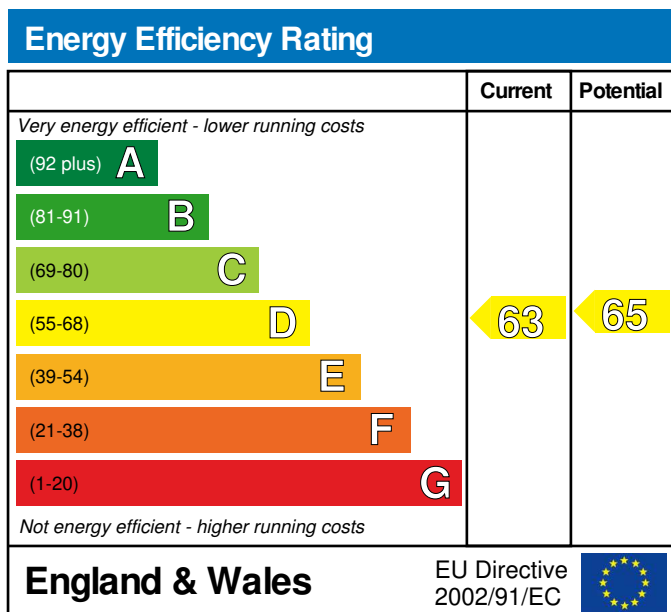 Energy Efficiency Rating
Current Potential
Very energy efficient - lower running costs
(92 plus) A
(81-91) B
(69-80) C
(55-68) D 63 65
(39-54) E
(21-38) F
(1-20) G
Not energy efficient - higher running costs
England & Wales
EU Directive
2002/91/EC